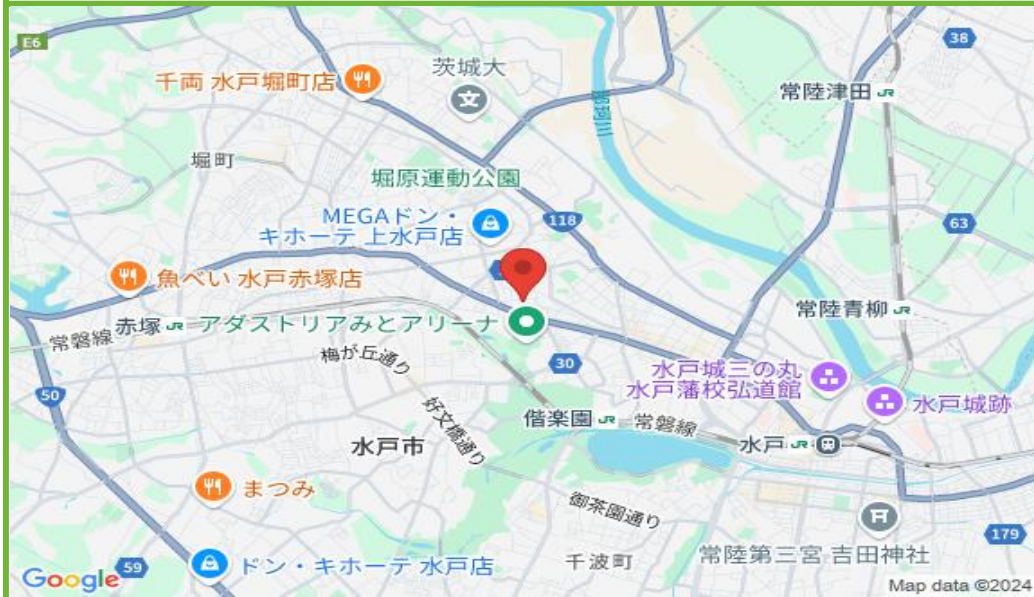 E6
38
茨城大
文
千両 水戸堀町店
常陸津田 JR
那珂川
堀町
堀原運動公園
MEGAドン・
キホーテ 上水戸店
118
63
魚べい 水戸赤塚店
常陸青柳 JR
赤塚 JR
アダストリアみとアリーナ
常磐線
梅が丘通り
30
水戸城三の丸
水戸藩校弘道館
50
水戸城跡
好文橋通り
偕楽園 JR
常磐線
水戸市
水戸 JR
まつみ
御茶園通り
179
千波町
常陸第三宮 吉田神社
59
ドン・キホーテ 水戸店
Google
Map data ©2024